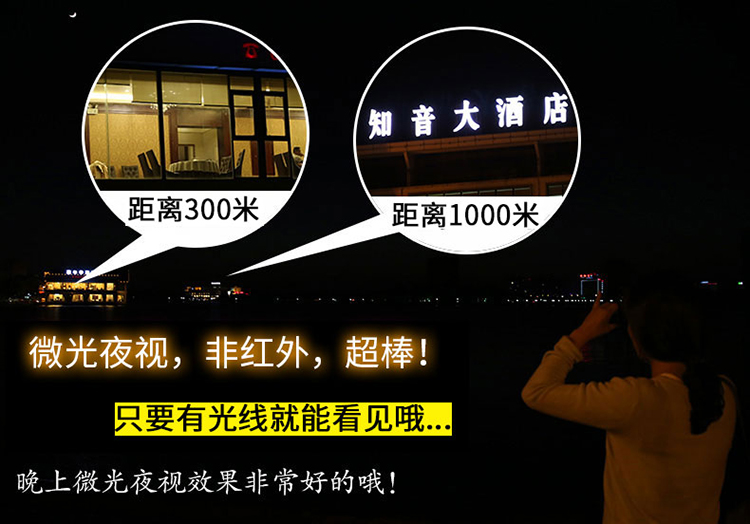 知音大酒店
距离300米
距离1000米
微光夜视，非红外，超棒！
只要有光线就能看见哦...
晚上微光夜视效果非常好的哦！